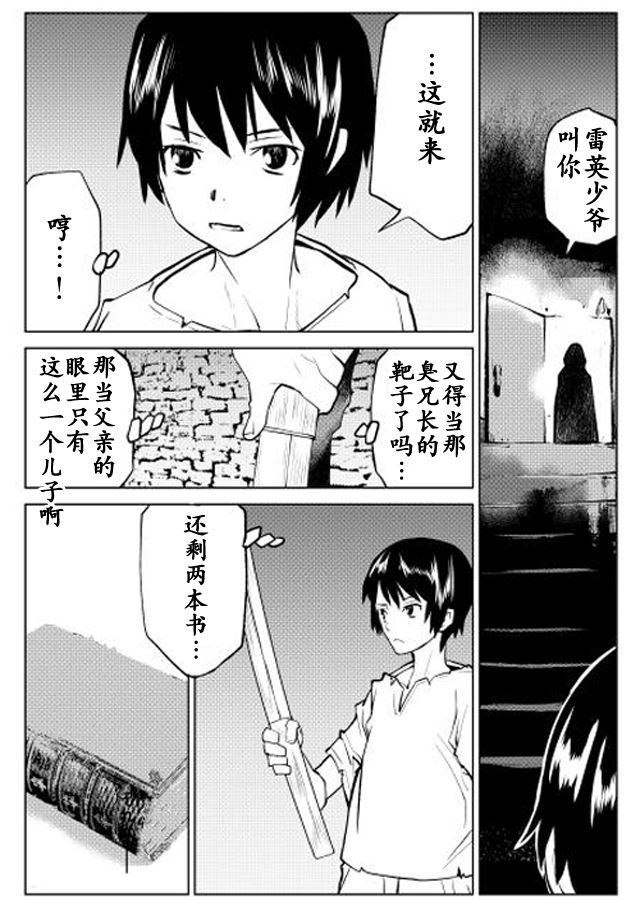 雷英少爷
叫你
…这就来
哼…！
又得当那
臭兄长的
靶子了吗…
那当父亲的
眼里只有
这么一个儿子啊
还剩两本书…